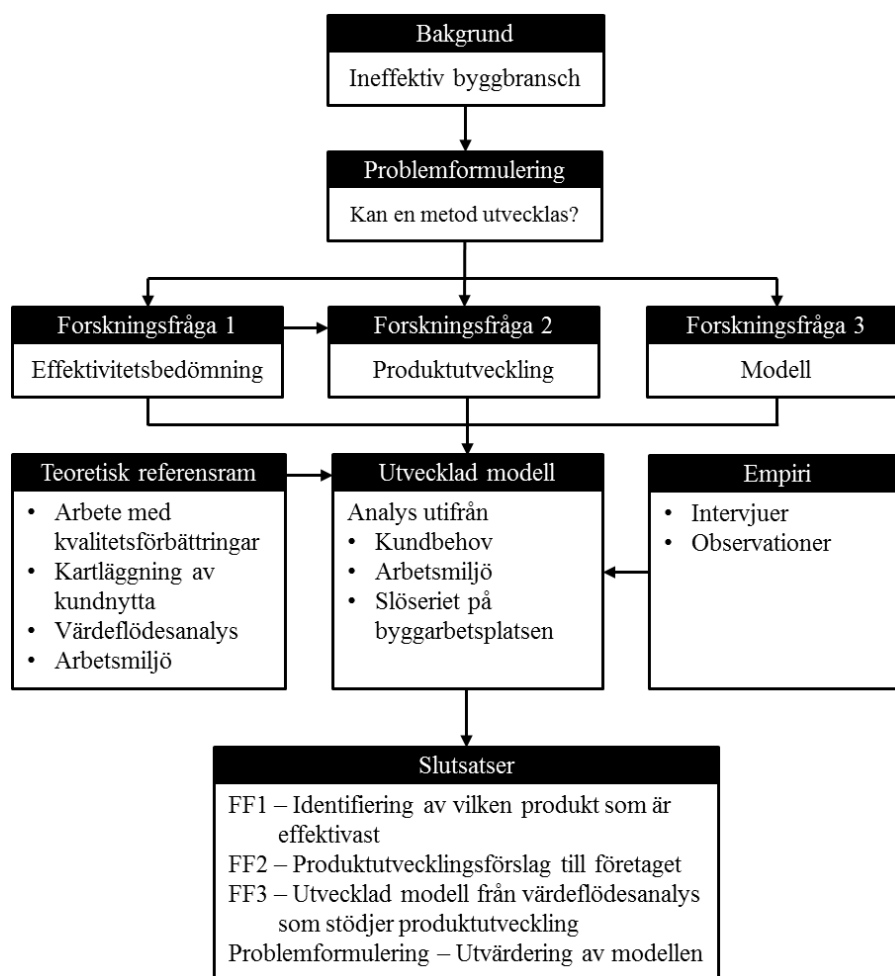 Bakgrund
Ineffektiv byggbransch
Problemformulering
Kan en metod utvecklas?
Forskningsfråga 1
Effektivitetsbedömning
Forskningsfråga 2
Produktutveckling
Forskningsfråga 3
Modell
Teoretisk referensram
• Arbete med
kvalitetsförbättringar
• Kartläggning av
kundnytta
• Värdeflödesanalys
• Arbetsmiljö
Utvecklad modell
Analys utifrån
• Kundbehov
• Arbetsmiljö
• Slöseriet på
byggarbetsplatsen
Empiri
• Intervjuer
• Observationer
Slutsatser
FF1 – Identifiering av vilken produkt som är
effektivast
FF2 – Produktutvecklingsförslag till företaget
FF3 – Utvecklad modell från värdeflödesanalys
som stödjer produktutveckling
Problemformulering – Utvärdering av modellen